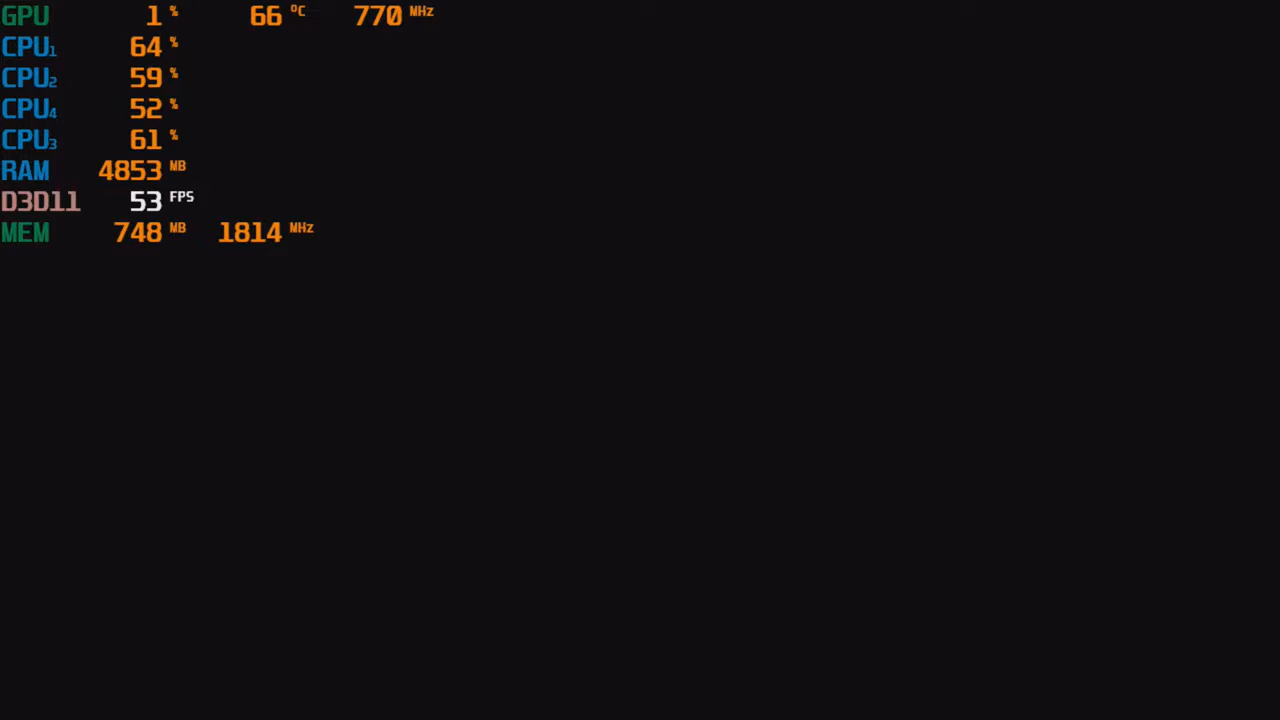 GPU 1 % 66 °C 770 MHz
CPU1 64 %
CPU2 59 %
CPU4 52 %
CPU3 61 %
RAM 4853 MB
D3D11 53 FPS
MEM 748 MB 1814 MHz